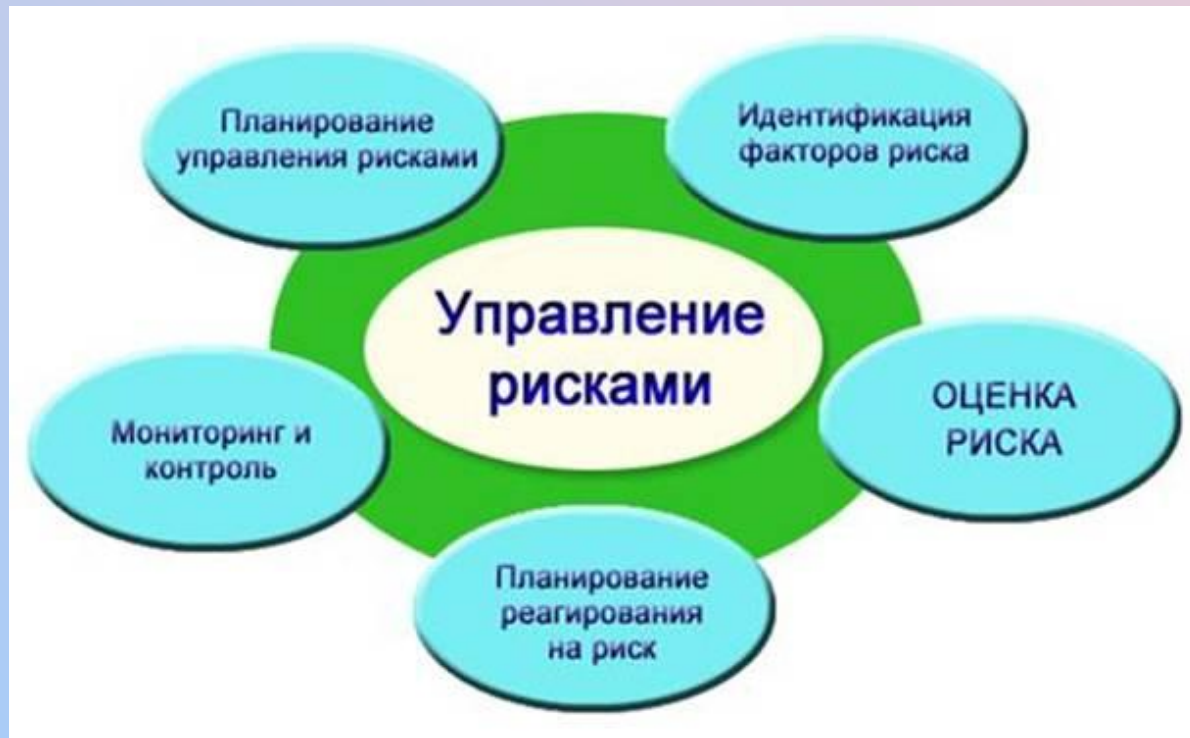 Планирование
управления рисками
Идентификация
факторов риска
Управление
рисками
ОЦЕНКА
РИСКА
Мониторинг и
контроль
Планирование
реагирования
на риск